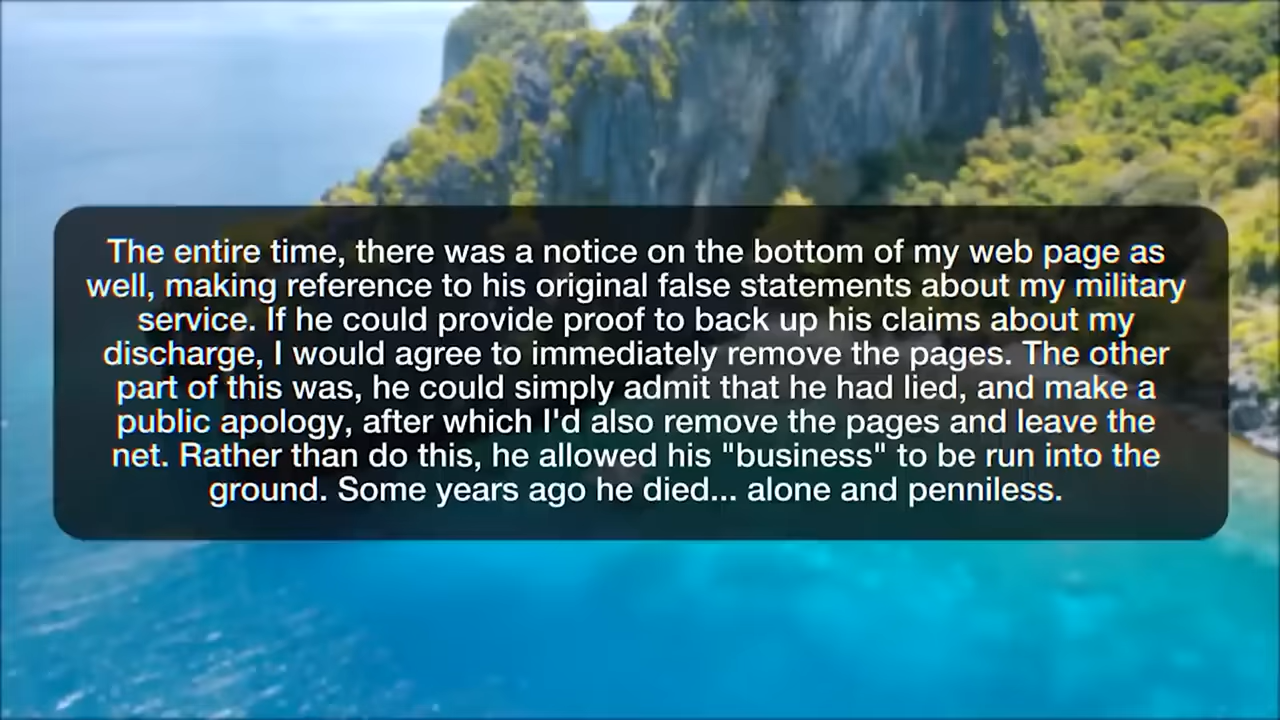 The entire time, there was a notice on the bottom of my web page as
well, making reference to his original false statements about my military
service. If he could provide proof to back up his claims about my
discharge, I would agree to immediately remove the pages. The other
part of this was, he could simply admit that he had lied, and make a
public apology, after which I'd also remove the pages and leave the
net. Rather than do this, he allowed his "business" to be run into the
ground. Some years ago he died... alone and penniless.